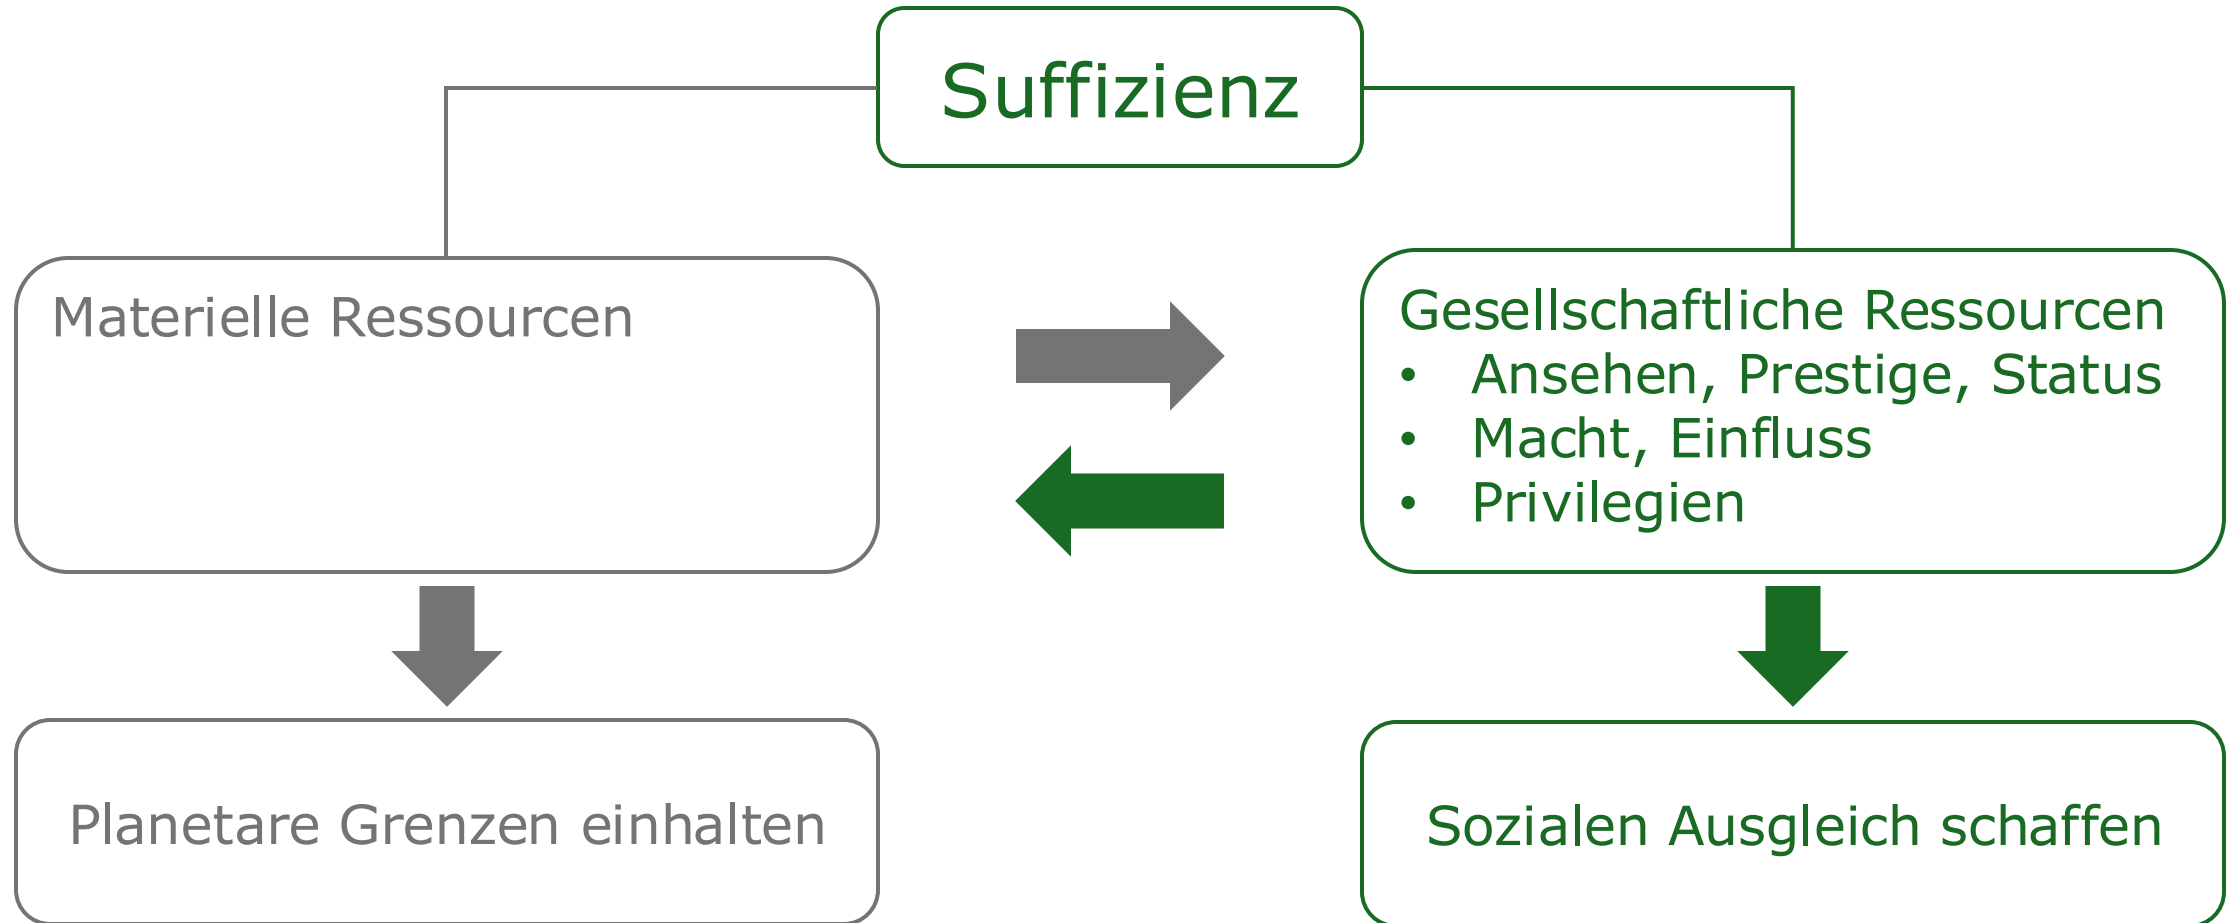 Suffizienz
Materielle Ressourcen
Gesellschaftliche Ressourcen
• Ansehen, Prestige, Status
• Macht, Einfluss
• Privilegien
Planetare Grenzen einhalten
Sozialen Ausgleich schaffen